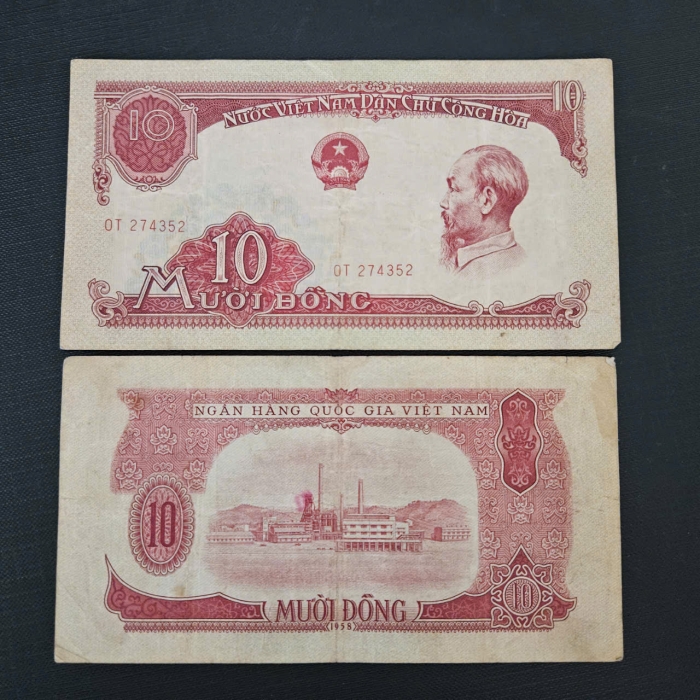 10
10
NƯỚC VIỆT NAM DÂN CHỦ CỘNG HÒA
OT 274352
10
OT 274352
MƯỜI ĐỒNG
NGÂN HÀNG QUỐC GIA VIỆT NAM
10
MƯỜI ĐỒNG
10
1958